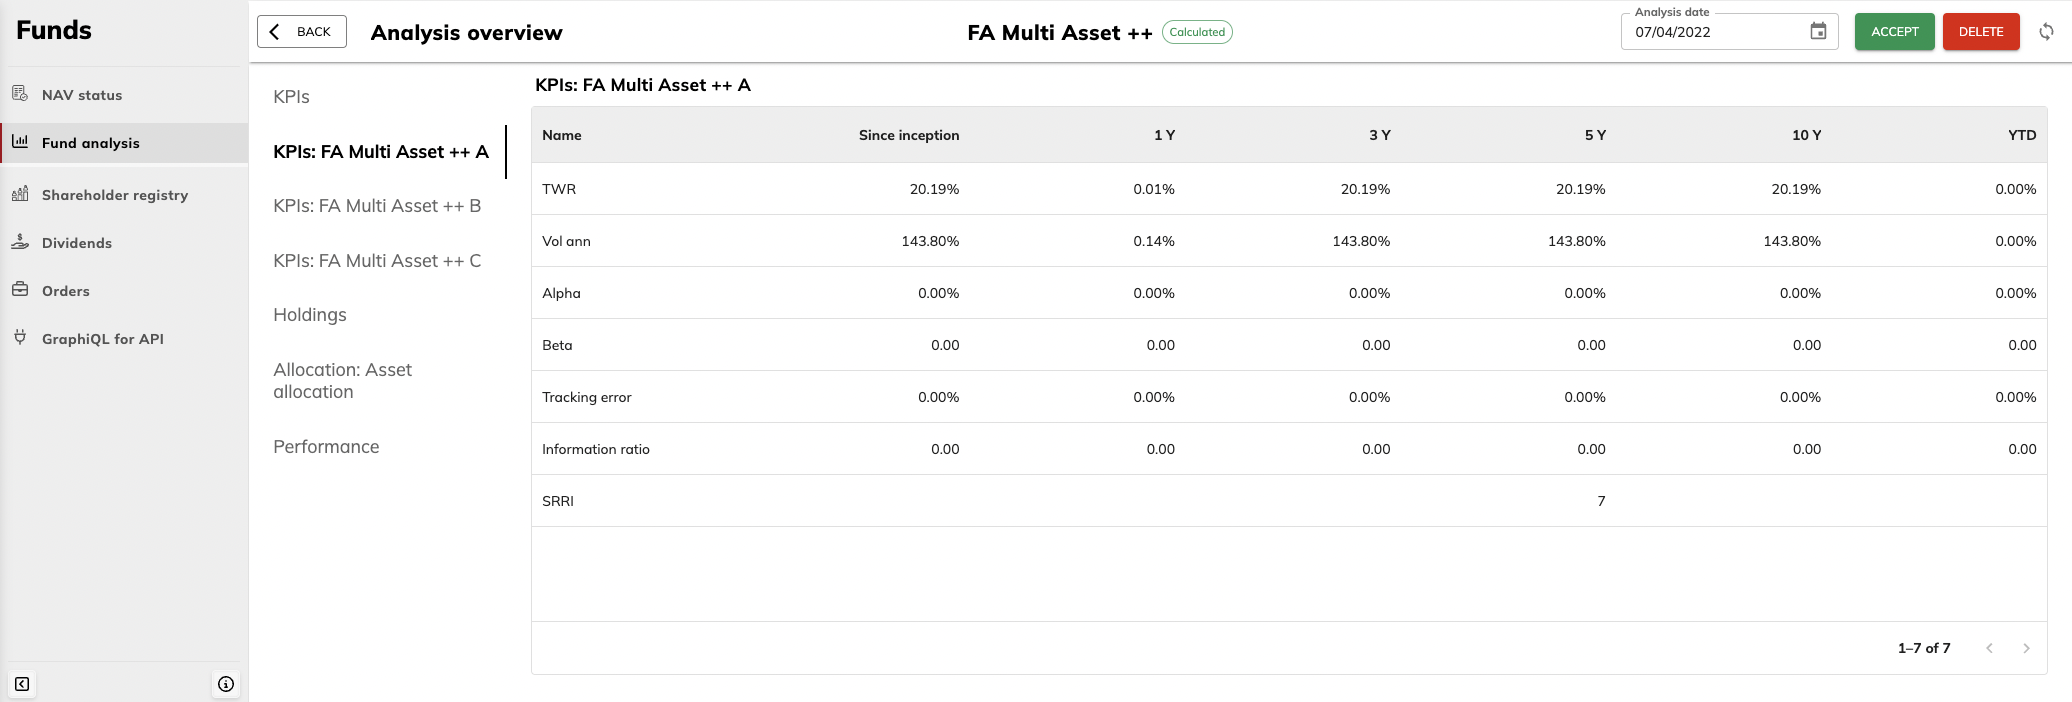 Funds
NAV status
Fund analysis
Shareholder registry
Dividends
Orders
GraphiQL for API
BACK
Analysis overview
FA Multi Asset ++ Calculated
Analysis date
07/04/2022
ACCEPT
DELETE
KPIs
KPIs: FA Multi Asset ++ A
KPIs: FA Multi Asset ++ B
KPIs: FA Multi Asset ++ C
Holdings
Allocation: Asset
allocation
Performance
KPIs: FA Multi Asset ++ A
Name Since inception 1 Y 3 Y 5 Y 10 Y YTD
TWR 20.19% 0.01% 20.19% 20.19% 20.19% 0.00%
Vol ann 143.80% 0.14% 143.80% 143.80% 143.80% 0.00%
Alpha 0.00% 0.00% 0.00% 0.00% 0.00% 0.00%
Beta 0.00 0.00 0.00 0.00 0.00 0.00
Tracking error 0.00% 0.00% 0.00% 0.00% 0.00% 0.00%
Information ratio 0.00 0.00 0.00 0.00 0.00 0.00
SRRI 7
1–7 of 7